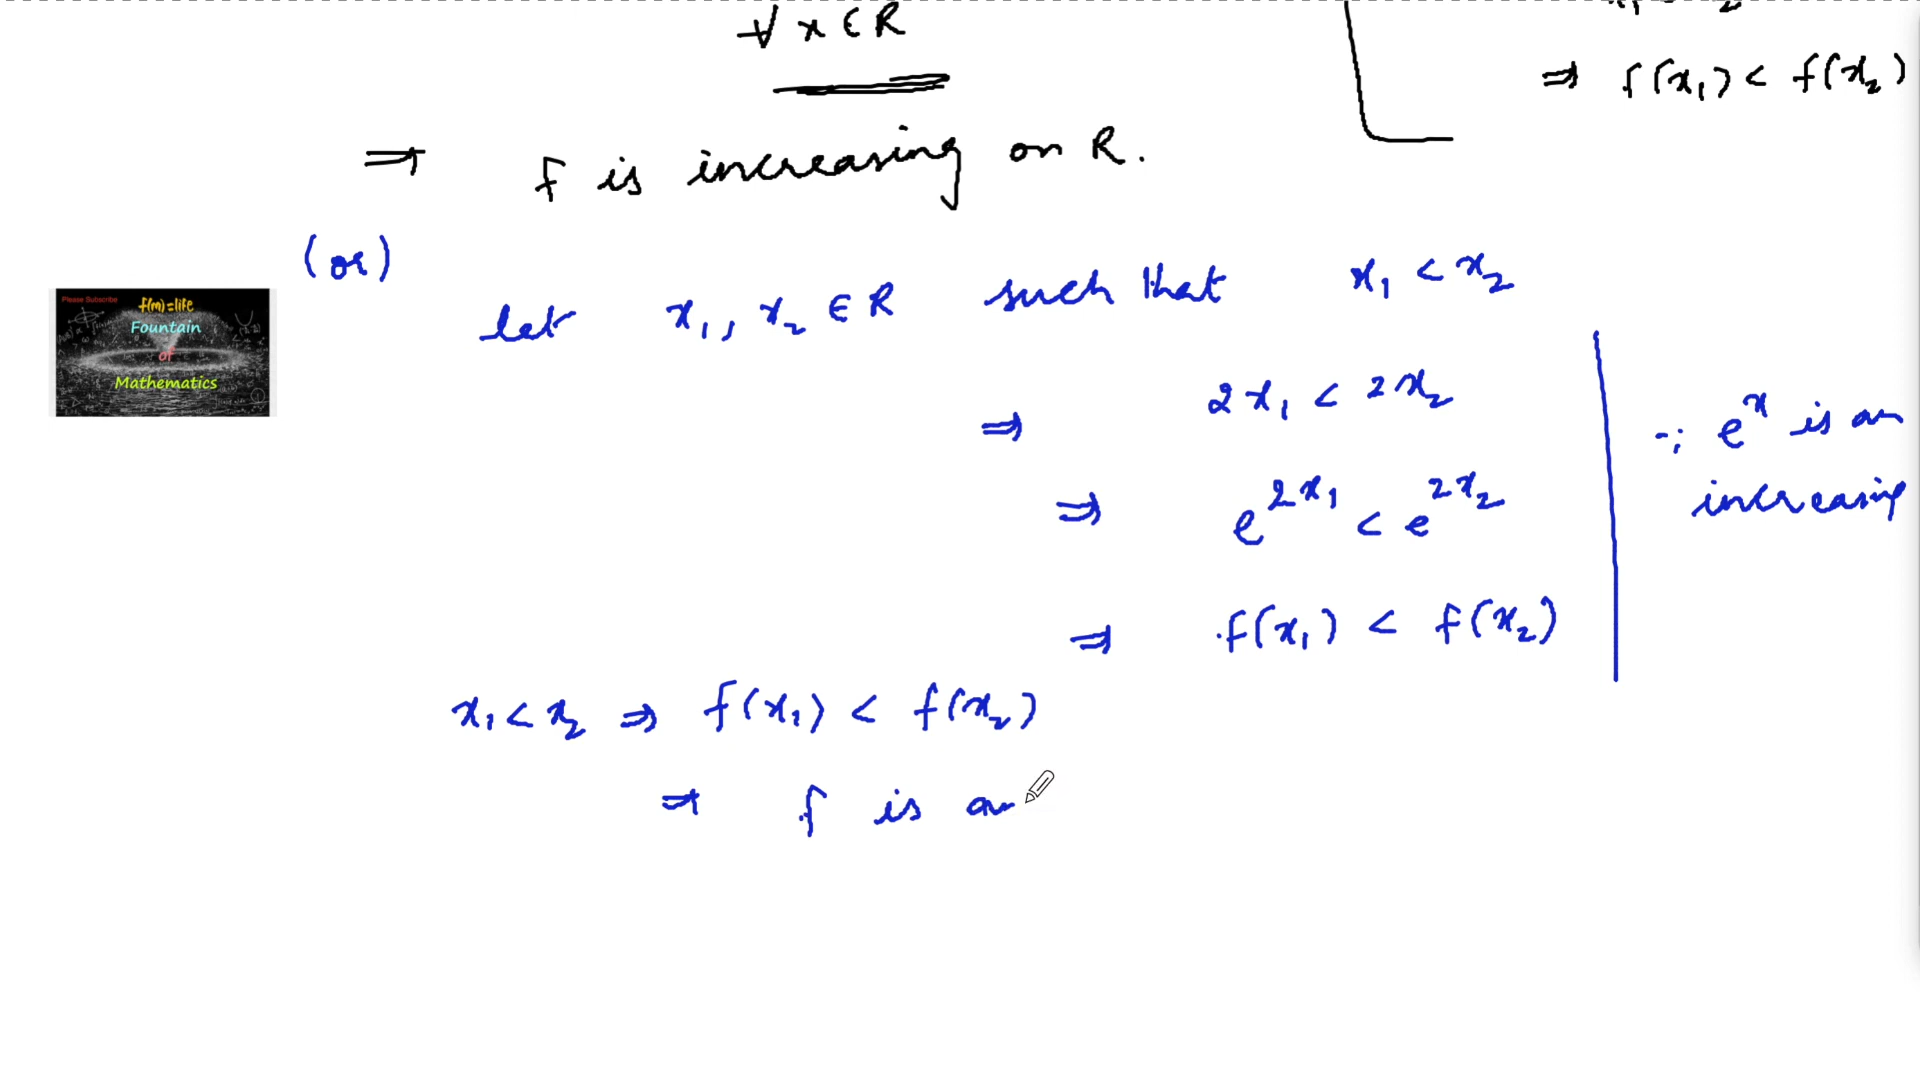 ∀ x ∈ R
⇒ f(x₁) < f(x₂)
⇒ f is increasing on R.
(or)
let x₁, x₂ ∈ R such that x₁ < x₂
⇒ 2x₁ < 2x₂
∵ eˣ is an
increasing
⇒ e^{2x₁} < e^{2x₂}
⇒ f(x₁) < f(x₂)
x₁ < x₂ ⇒ f(x₁) < f(x₂)
⇒ f is an
Please Subscribe
f(m)=life
Fountain
of
Mathematics